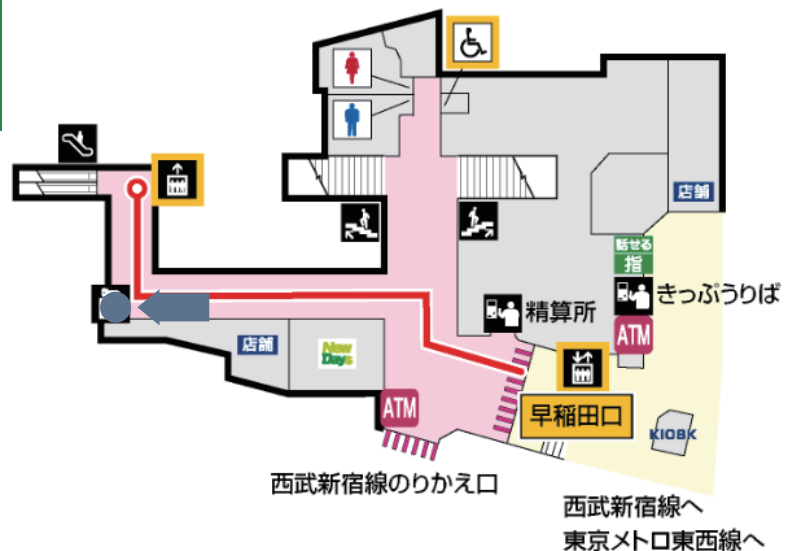 店舗
話せる
指
きっぷうりば
精算所
ATM
店舗
New
Days
ATM
早稲田口
KIOSK
西武新宿線のりかえ口
西武新宿線へ
東京メトロ東西線へ